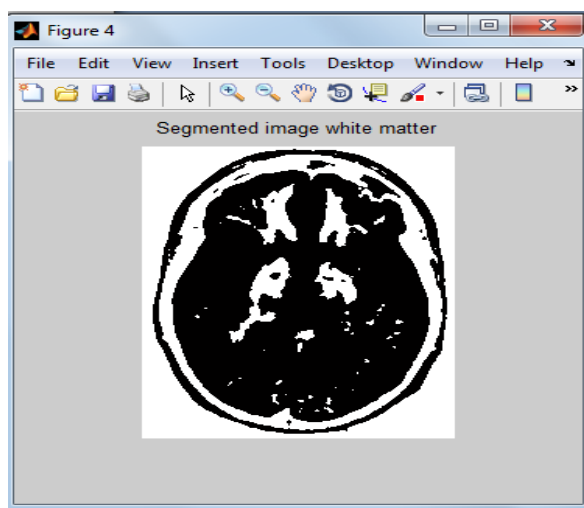 Figure 4
File Edit View Insert Tools Desktop Window Help
Segmented image white matter